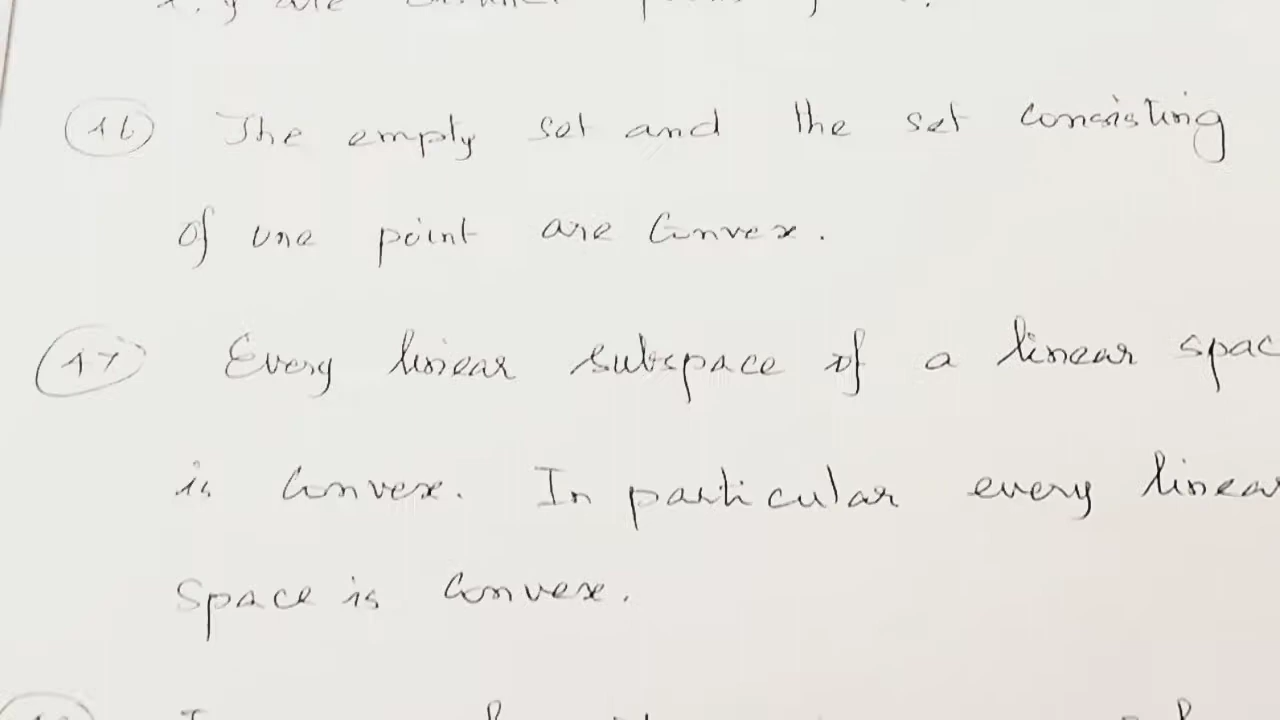 16 The empty set and the set consisting
of one point are convex.
17 Every linear subspace of a linear spac
is convex. In particular every linear
space is convex.